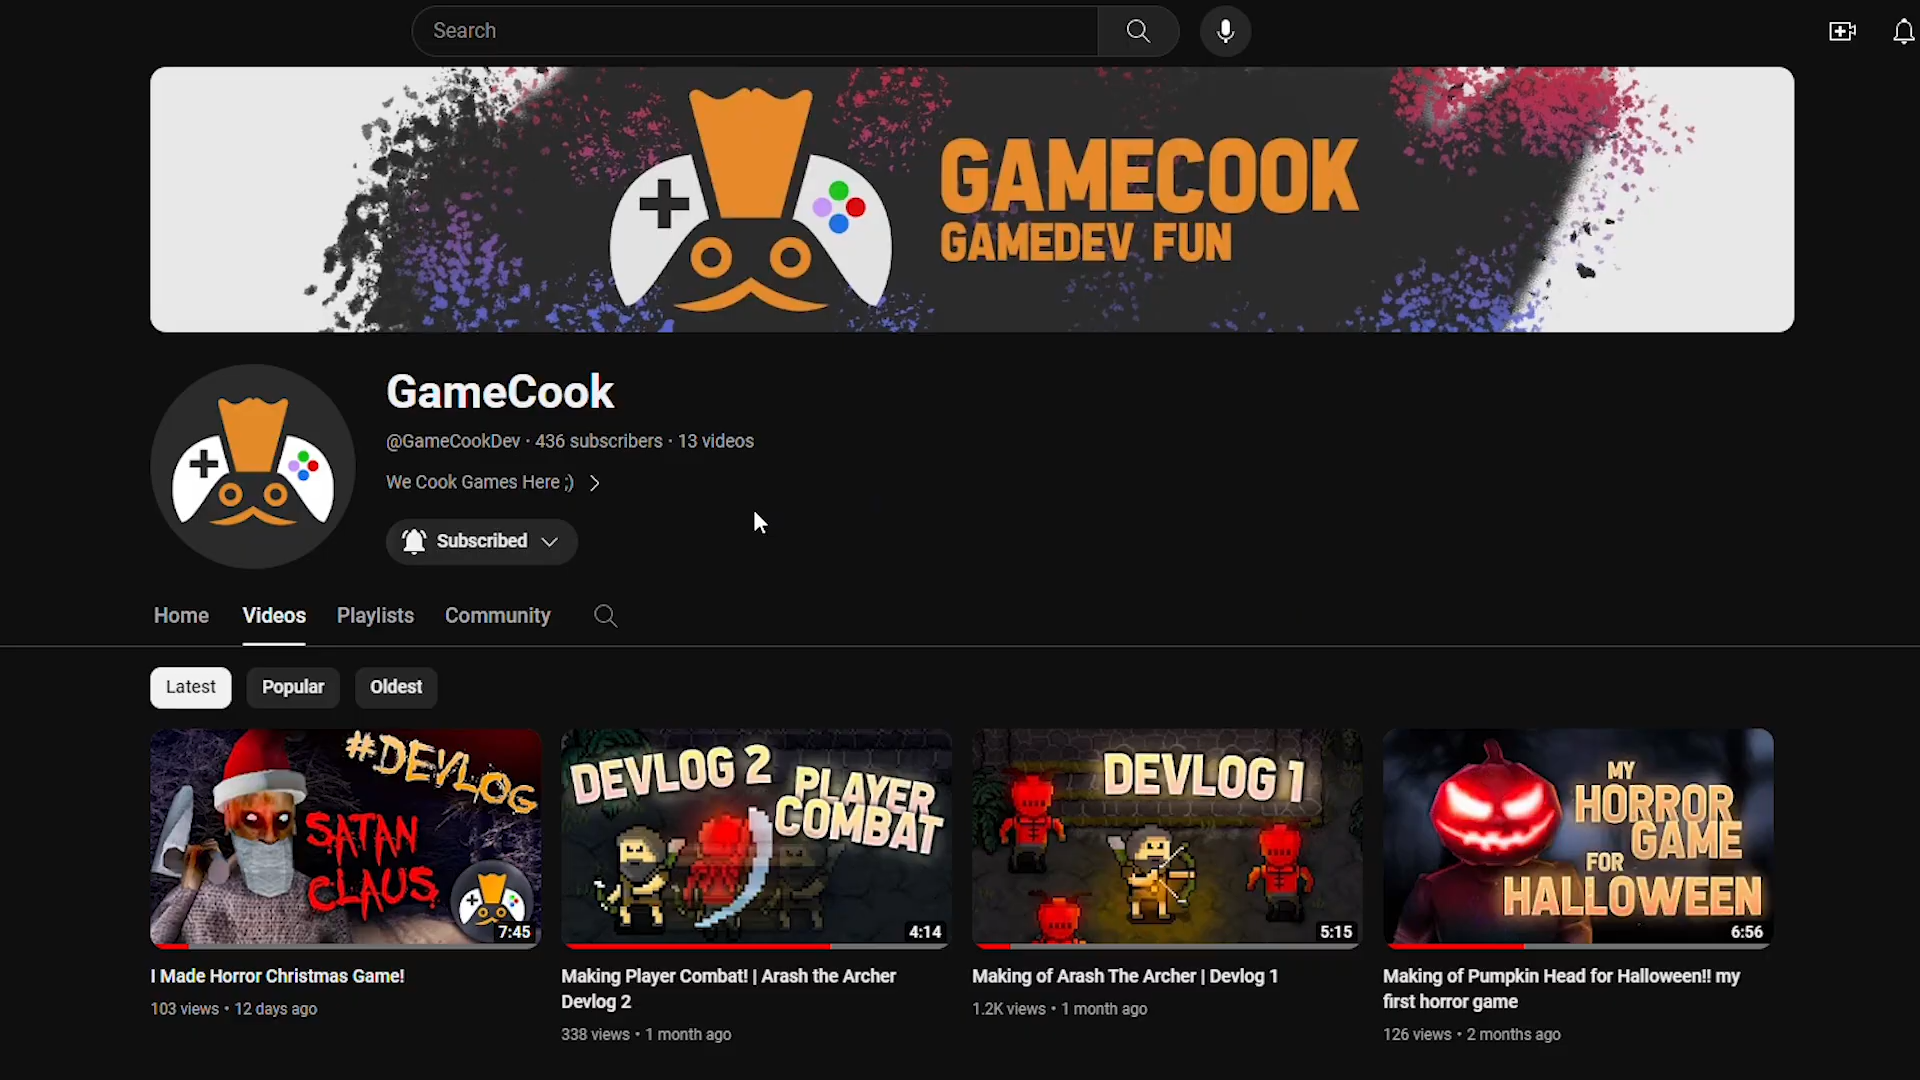 Search
GAMECOOK
GAMEDEV FUN
GameCook
@GameCookDev · 436 subscribers · 13 videos
We Cook Games Here ;)
Subscribed
Home
Videos
Playlists
Community
Latest
Popular
Oldest
#DEVLOG
SATAN
CLAUS
7:45
DEVLOG 2
PLAYER
COMBAT
4:14
DEVLOG 1
5:15
MY
HORROR
GAME
FOR
HALLOWEEN
6:56
I Made Horror Christmas Game!
103 views • 12 days ago
Making Player Combat! | Arash the Archer
Devlog 2
338 views • 1 month ago
Making of Arash The Archer | Devlog 1
1.2K views • 1 month ago
Making of Pumpkin Head for Halloween!! my
first horror game
126 views • 2 months ago